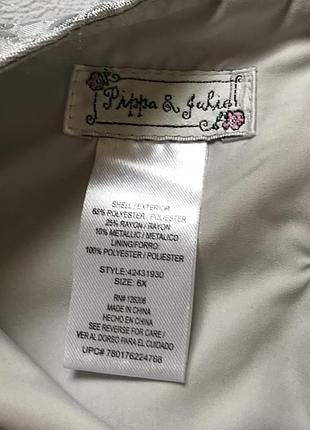 Pippa & Julie
SHELL / EXTERIOR
65% POLYESTER / POLIESTER
25% RAYON / RAYON
10% METALLIC / METALICO
LINING/FORRO:
100% POLYESTER / POLIESTER
STYLE:42431930
SIZE: 6X
RN# 126306
MADE IN CHINA/
HECHO EN CHINA
SEE REVERSE FOR CARE /
VER AL DORSO PARA EL CUIDADO
UPC# 780176224768